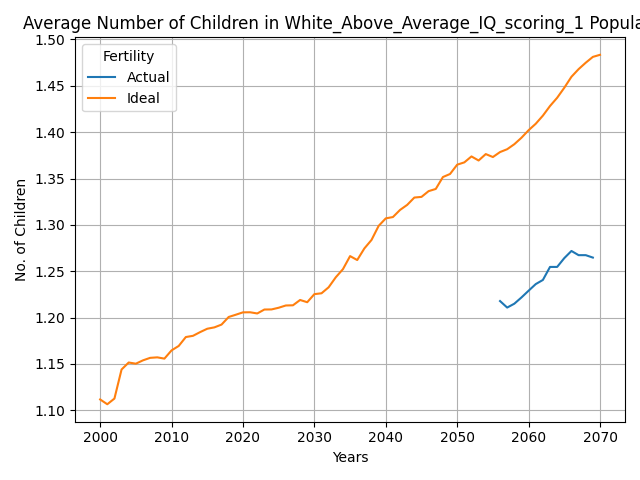 Average Number of Children in White_Above_Average_IQ_scoring_1 Popula
Fertility
Actual
Ideal
No. of Children
1.50
1.45
1.40
1.35
1.30
1.25
1.20
1.15
1.10
2000 2010 2020 2030 2040 2050 2060 2070
Years